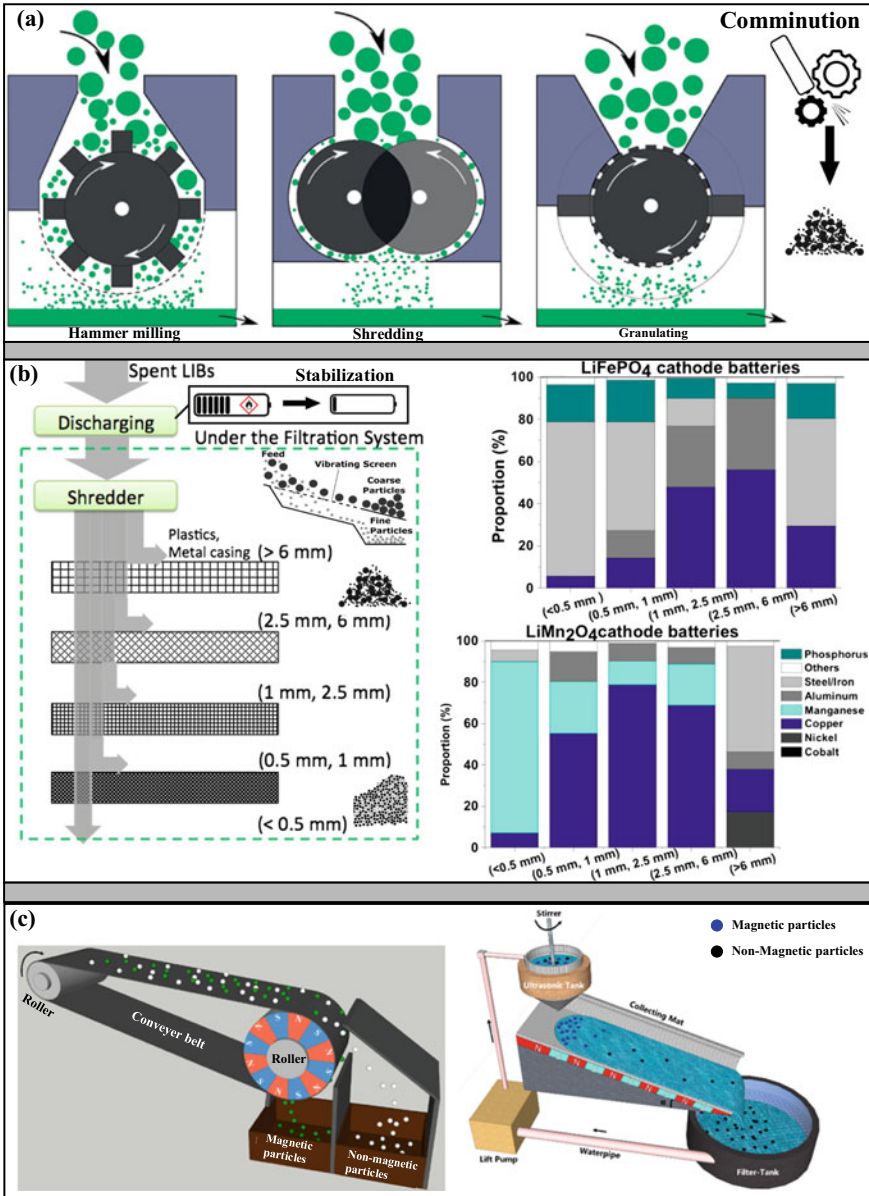 (a)
Comminution
Hammer milling
Shredding
Granulating
(b)
Spent LIBs
Discharging
Stabilization
Under the Filtration System
Feed
Vibrating Screen
Coarse
Particles
Fine
Particles
Shredder
Plastics,
Metal casing
(> 6 mm)
(2.5 mm, 6 mm)
(1 mm, 2.5 mm)
(0.5 mm, 1 mm)
(< 0.5 mm)
LiFePO4 cathode batteries
Proportion (%)
100
80
60
40
20
0
(<0.5 mm )
(0.5 mm, 1 mm)
(1 mm, 2.5 mm)
(2.5 mm, 6 mm)
(>6 mm)
LiMn2O4cathode batteries
Proportion (%)
100
80
60
40
20
0
(<0.5 mm)
(0.5 mm, 1 mm)
(1 mm, 2.5 mm)
(2.5 mm, 6 mm)
(>6 mm)
Phosphorus
Others
Steel/Iron
Aluminum
Manganese
Copper
Nickel
Cobalt
(c)
Roller
Conveyer belt
Roller
N
S
N
S
N
S
N
S
Magnetic
particles
Non-magnetic
particles
Stirrer
Magnetic particles
Non-Magnetic particles
Ultrasonic Tank
Collecting Mat
N
N
Lift Pump
Waterpipe
Filter-Tank